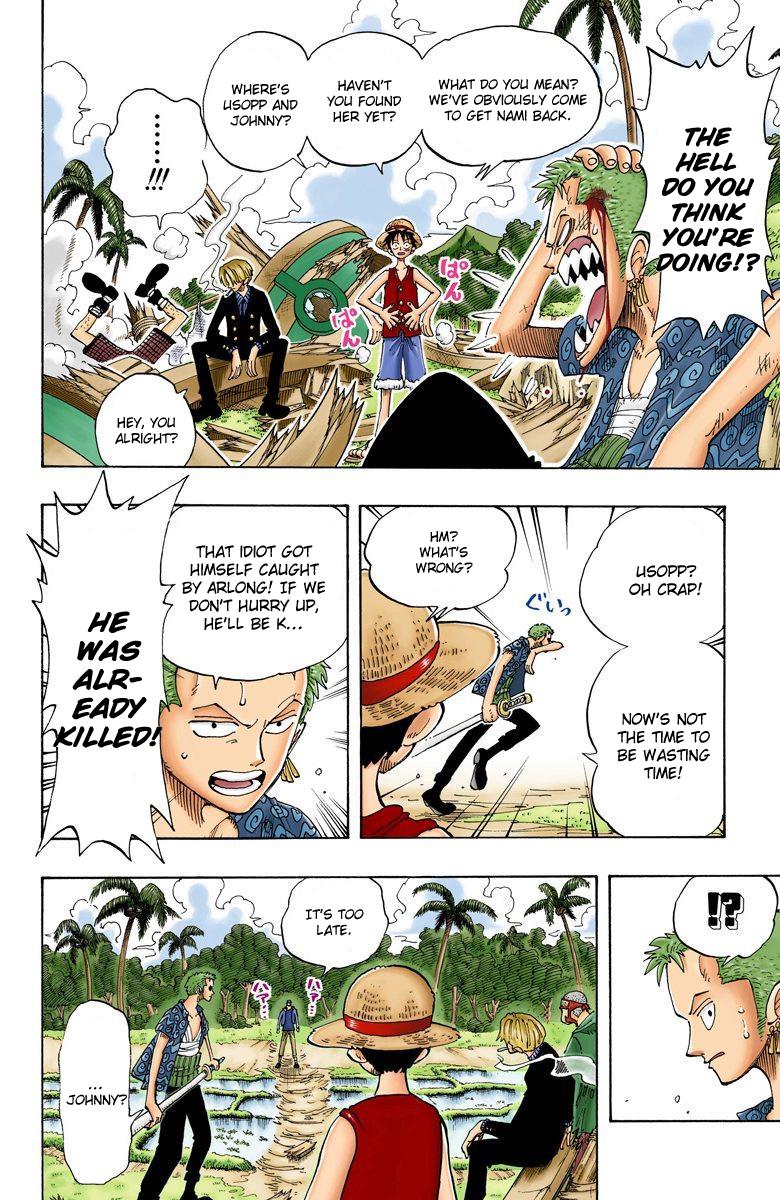 THE
HELL
DO YOU
THINK
YOU'RE
DOING!?
WHAT DO YOU MEAN?
WE'VE OBVIOUSLY COME
TO GET NAMI BACK.
HAVEN'T
YOU FOUND
HER YET?
WHERE'S
USOPP AND
JOHNNY?
......
!!!
ぱん
ぱん
HEY, YOU
ALRIGHT?
USOPP?
OH CRAP!
NOW'S NOT
THE TIME TO
BE WASTING
TIME!
ぐいっ
HM?
WHAT'S
WRONG?
THAT IDIOT GOT
HIMSELF CAUGHT
BY ARLONG! IF WE
DON'T HURRY UP,
HE'LL BE K...
HE
WAS
ALR-
EADY
KILLED!
!?
IT'S TOO
LATE.
ハァ…
ハァ…
...
JOHNNY?